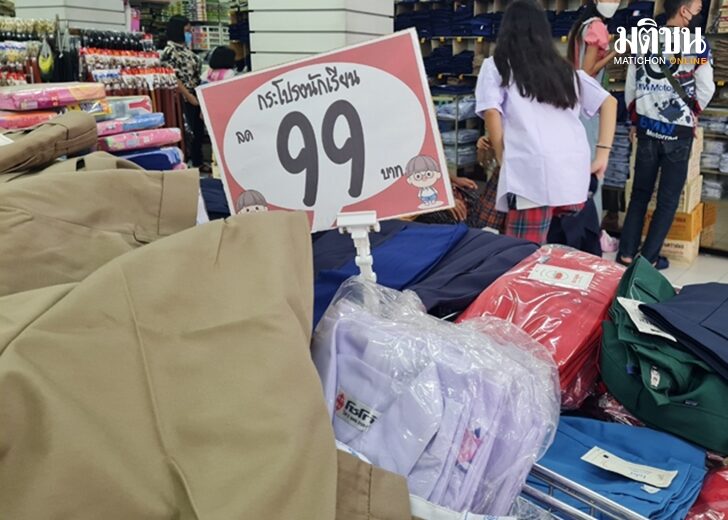 มติชน
MATICHON ONLINE
กระโปรงนักเรียน
ลด
99
บาท